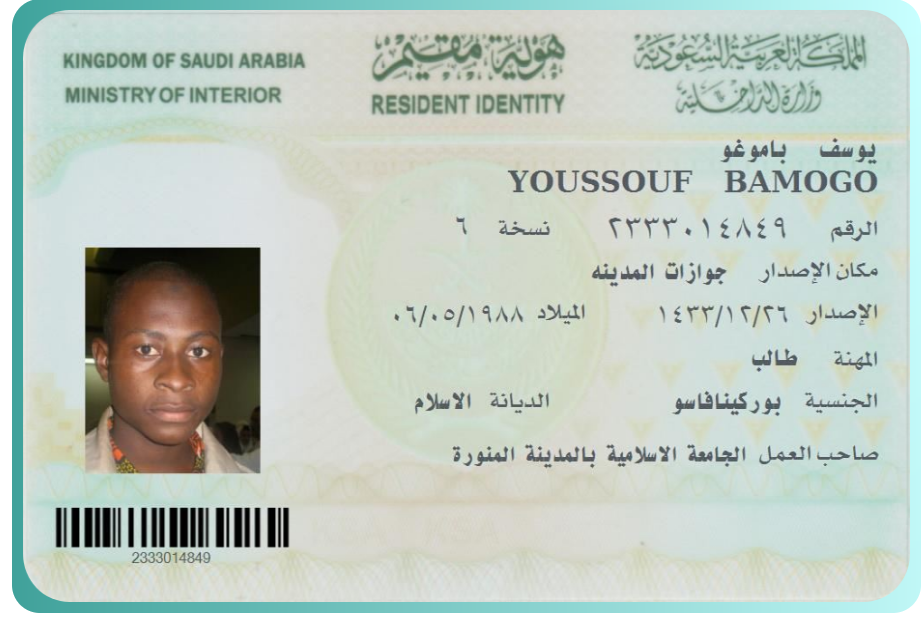 KINGDOM OF SAUDI ARABIA
MINISTRY OF INTERIOR
هوية مقيم
RESIDENT IDENTITY
المملكة العربية السعودية
وزارة الداخلية
يوسف باموغو
YOUSSOUF BAMOGO
الرقم ٢٣٣٣٠١٤٨٤٩ نسخة ٦
مكان الإصدار جوازات المدينه
الإصدار ١٤٣٣/١٢/٢٦ الميلاد ٠٦/٠٥/١٩٨٨
المهنة طالب
الجنسية بوركينافاسو الديانة الاسلام
صاحب العمل الجامعة الاسلامية بالمدينة المنورة
KSA KSA
2333014849